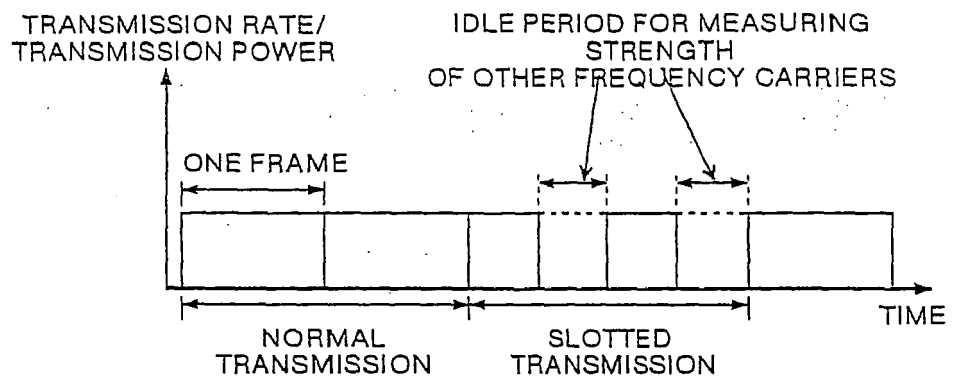 TRANSMISSION RATE/
TRANSMISSION POWER
IDLE PERIOD FOR MEASURING
STRENGTH
OF OTHER FREQUENCY CARRIERS
ONE FRAME
TIME
NORMAL
TRANSMISSION
SLOTTED
TRANSMISSION